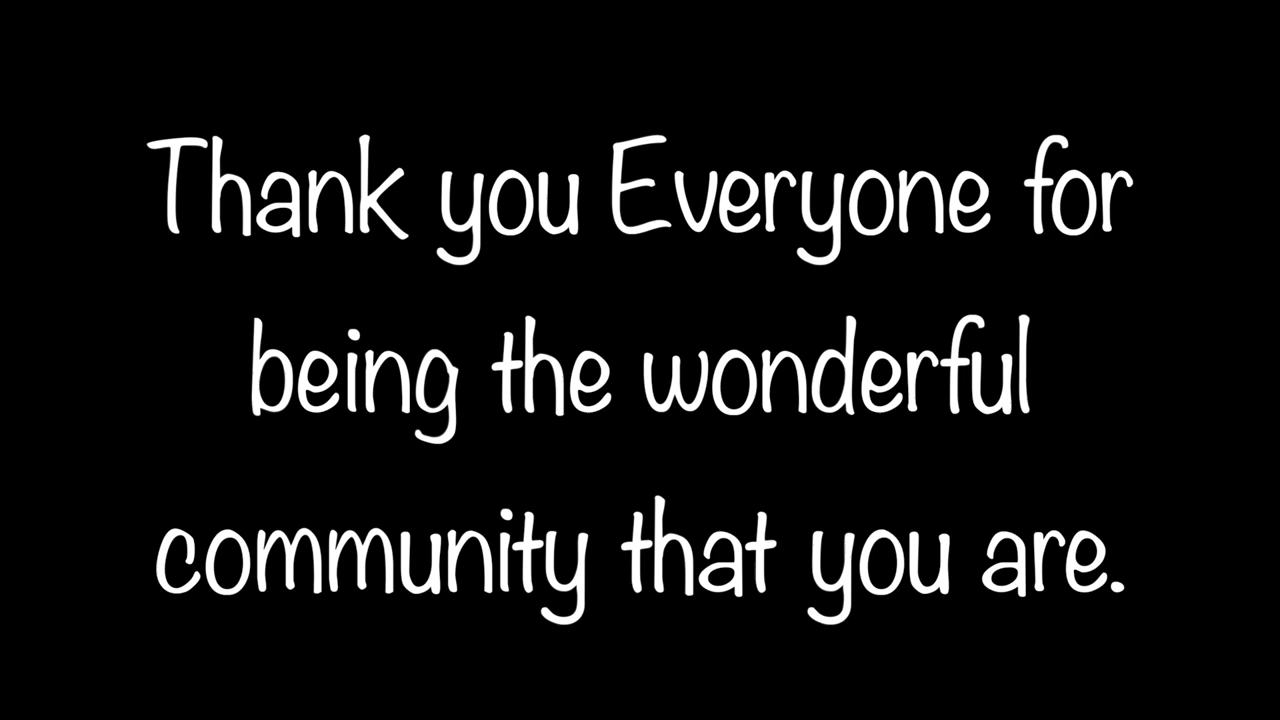 Thank you Everyone for
being the wonderful
community that you are.